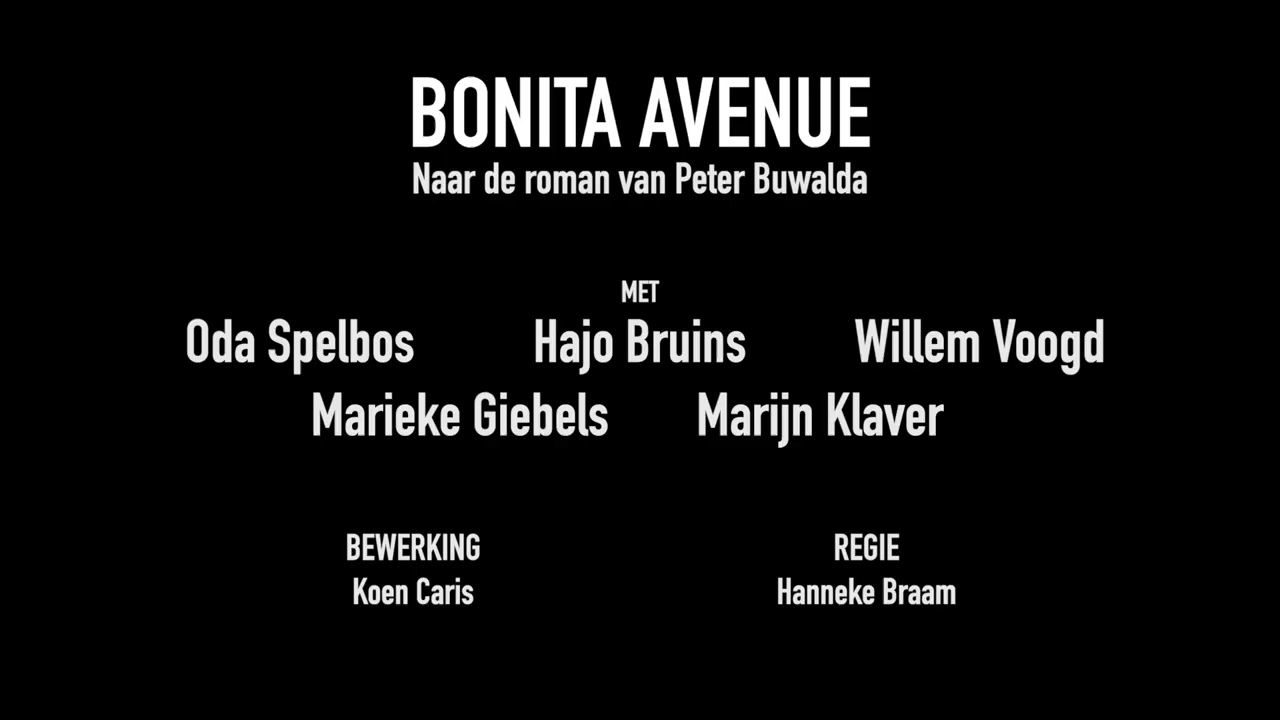 BONITA AVENUE
Naar de roman van Peter Buwalda
MET
Oda Spelbos Hajo Bruins Willem Voogd
Marieke Giebels Marijn Klaver
BEWERKING REGIE
Koen Caris Hanneke Braam